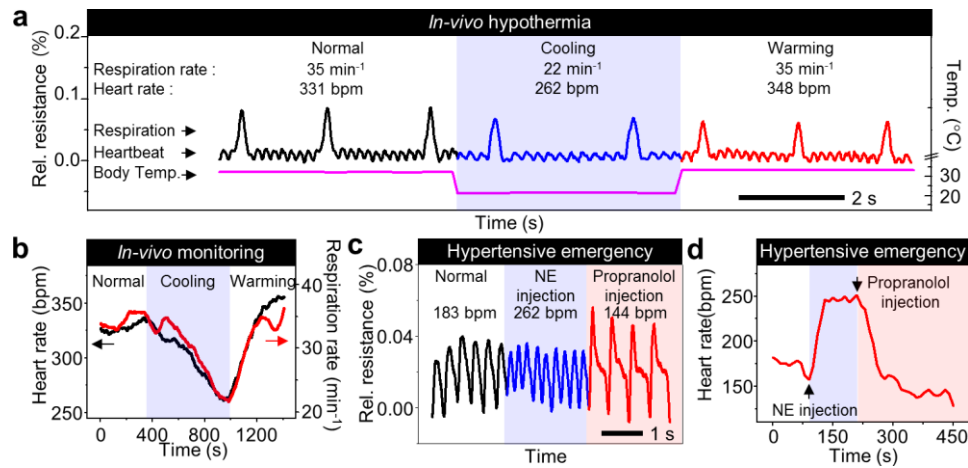 a
In-vivo hypothermia
Normal Cooling Warming
Respiration rate : 35 min⁻¹ 22 min⁻¹ 35 min⁻¹
Heart rate : 331 bpm 262 bpm 348 bpm
Respiration
Heartbeat
Body Temp.
Rel. resistance (%)
0.2
0.1
0.0
Temp. (°C)
30
20
2 s
Time (s)
b
In-vivo monitoring
Normal Cooling Warming
Heart rate (bpm)
350
325
300
250
Respiration rate (min⁻¹)
40
30
20
0 400 800 1200
Time (s)
c
Hypertensive emergency
Normal
183 bpm
NE
injection
262 bpm
Propranolol
injection
144 bpm
Rel. resistance (%)
0.08
0.04
0.00
1 s
Time
d
Hypertensive emergency
Propranolol
injection
NE injection
Heart rate(bpm)
250
200
150
0 150 300 450
Time (s)